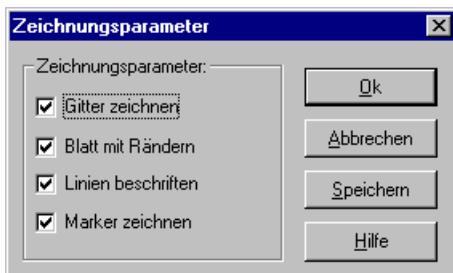 Zeichnungsparameter
Zeichnungsparameter:
Gitter zeichnen
Blatt mit Rändern
Linien beschriften
Marker zeichnen
Ok
Abbrechen
Speichern
Hilfe